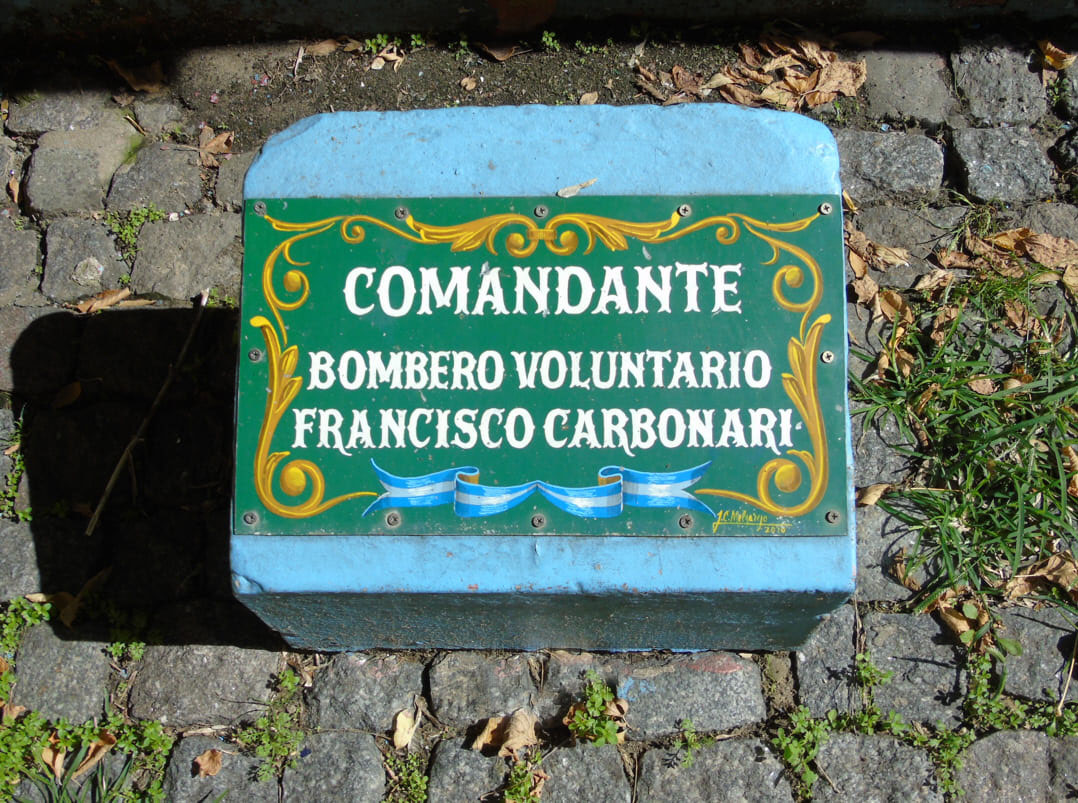 COMANDANTE
BOMBERO VOLUNTARIO
FRANCISCO CARBONARI